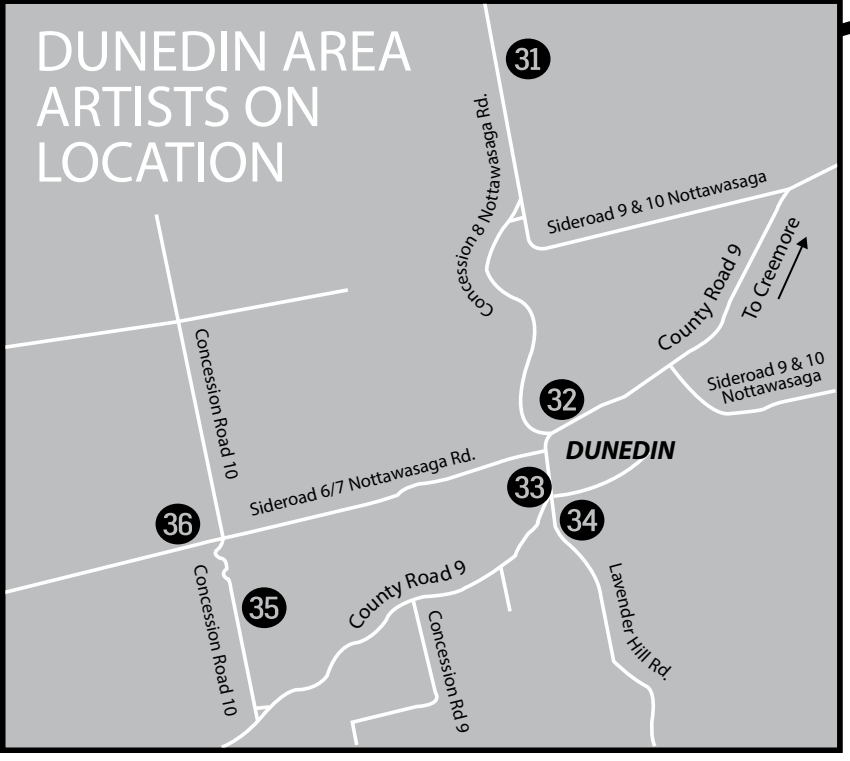 DUNEDIN AREA
ARTISTS ON
LOCATION
31
Concession 8 Nottawasaga Rd.
Sideroad 9 & 10 Nottawasaga
To Creemore
County Road 9
Sideroad 9 & 10
Nottawasaga
Concession Road 10
32
DUNEDIN
Sideroad 6/7 Nottawasaga Rd.
33
34
36
35
County Road 9
Concession Road 10
Concession Rd 9
Lavender Hill Rd.